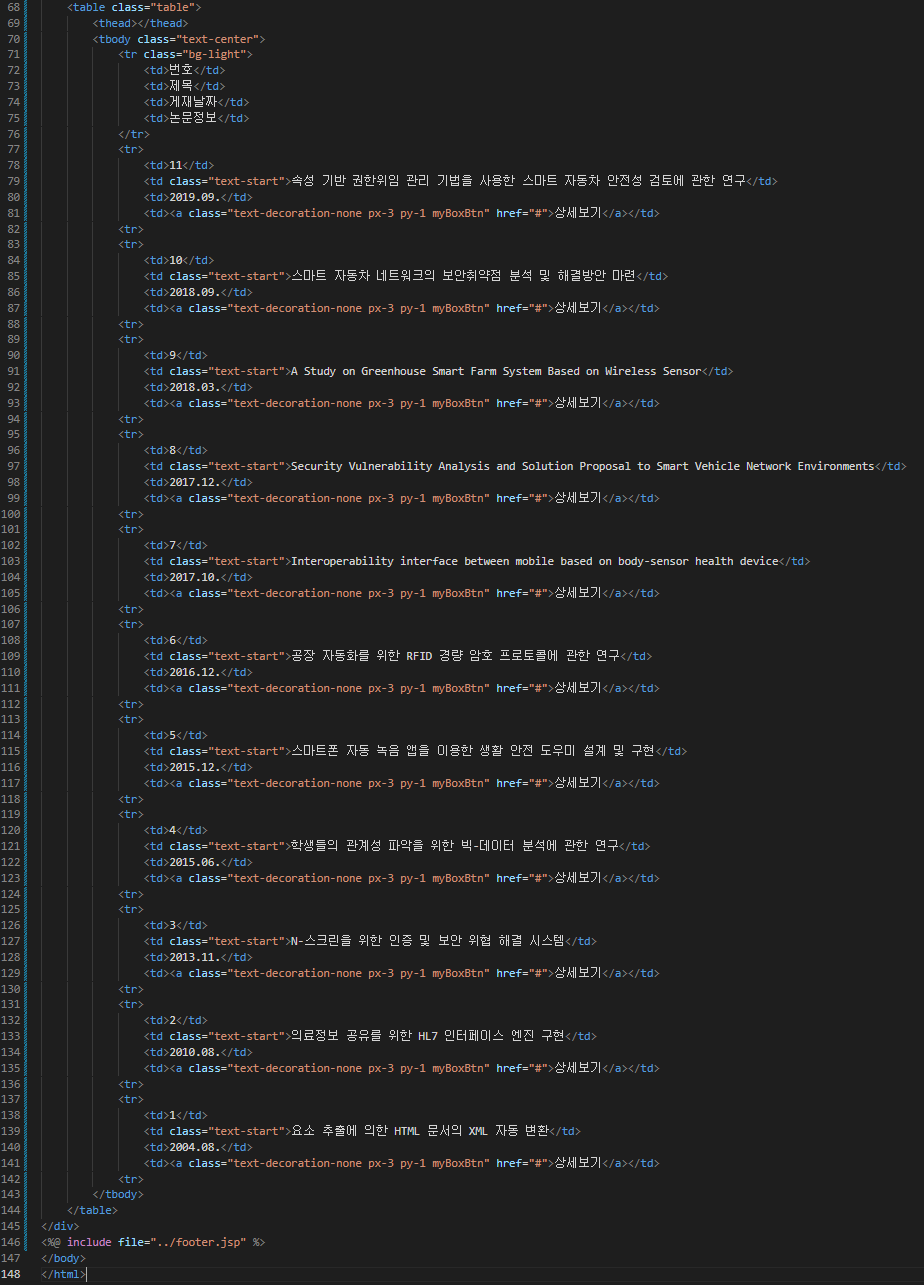 68 <table class="table">
69 <thead></thead>
70 <tbody class="text-center">
71 <tr class="bg-light">
72 <td>번호</td>
73 <td>제목</td>
74 <td>게재날짜</td>
75 <td>논문정보</td>
76 </tr>
77 <tr>
78 <td>11</td>
79 <td class="text-start">속성 기반 권한위임 관리 기법을 사용한 스마트 자동차 안전성 검토에 관한 연구</td>
80 <td>2019.09.</td>
81 <td><a class="text-decoration-none px-3 py-1 myBoxBtn" href="#">상세보기</a></td>
82 <tr>
83 <tr>
84 <td>10</td>
85 <td class="text-start">스마트 자동차 네트워크의 보안취약점 분석 및 해결방안 마련</td>
86 <td>2018.09.</td>
87 <td><a class="text-decoration-none px-3 py-1 myBoxBtn" href="#">상세보기</a></td>
88 <tr>
89 <tr>
90 <td>9</td>
91 <td class="text-start">A Study on Greenhouse Smart Farm System Based on Wireless Sensor</td>
92 <td>2018.03.</td>
93 <td><a class="text-decoration-none px-3 py-1 myBoxBtn" href="#">상세보기</a></td>
94 <tr>
95 <tr>
96 <td>8</td>
97 <td class="text-start">Security Vulnerability Analysis and Solution Proposal to Smart Vehicle Network Environments</td>
98 <td>2017.12.</td>
99 <td><a class="text-decoration-none px-3 py-1 myBoxBtn" href="#">상세보기</a></td>
100 <tr>
101 <tr>
102 <td>7</td>
103 <td class="text-start">Interoperability interface between mobile based on body-sensor health device</td>
104 <td>2017.10.</td>
105 <td><a class="text-decoration-none px-3 py-1 myBoxBtn" href="#">상세보기</a></td>
106 <tr>
107 <tr>
108 <td>6</td>
109 <td class="text-start">공장 자동화를 위한 RFID 경량 암호 프로토콜에 관한 연구</td>
110 <td>2016.12.</td>
111 <td><a class="text-decoration-none px-3 py-1 myBoxBtn" href="#">상세보기</a></td>
112 <tr>
113 <tr>
114 <td>5</td>
115 <td class="text-start">스마트폰 자동 녹음 앱을 이용한 생활 안전 도우미 설계 및 구현</td>
116 <td>2015.12.</td>
117 <td><a class="text-decoration-none px-3 py-1 myBoxBtn" href="#">상세보기</a></td>
118 <tr>
119 <tr>
120 <td>4</td>
121 <td class="text-start">학생들의 관계성 파악을 위한 빅-데이터 분석에 관한 연구</td>
122 <td>2015.06.</td>
123 <td><a class="text-decoration-none px-3 py-1 myBoxBtn" href="#">상세보기</a></td>
124 <tr>
125 <tr>
126 <td>3</td>
127 <td class="text-start">N-스크린을 위한 인증 및 보안 위협 해결 시스템</td>
128 <td>2013.11.</td>
129 <td><a class="text-decoration-none px-3 py-1 myBoxBtn" href="#">상세보기</a></td>
130 <tr>
131 <tr>
132 <td>2</td>
133 <td class="text-start">의료정보 공유를 위한 HL7 인터페이스 엔진 구현</td>
134 <td>2010.08.</td>
135 <td><a class="text-decoration-none px-3 py-1 myBoxBtn" href="#">상세보기</a></td>
136 <tr>
137 <tr>
138 <td>1</td>
139 <td class="text-start">요소 추출에 의한 HTML 문서의 XML 자동 변환</td>
140 <td>2004.08.</td>
141 <td><a class="text-decoration-none px-3 py-1 myBoxBtn" href="#">상세보기</a></td>
142 <tr>
143 </tbody>
144 </table>
145 </div>
146 <%@ include file="../footer.jsp" %>
147 </body>
148 </html>